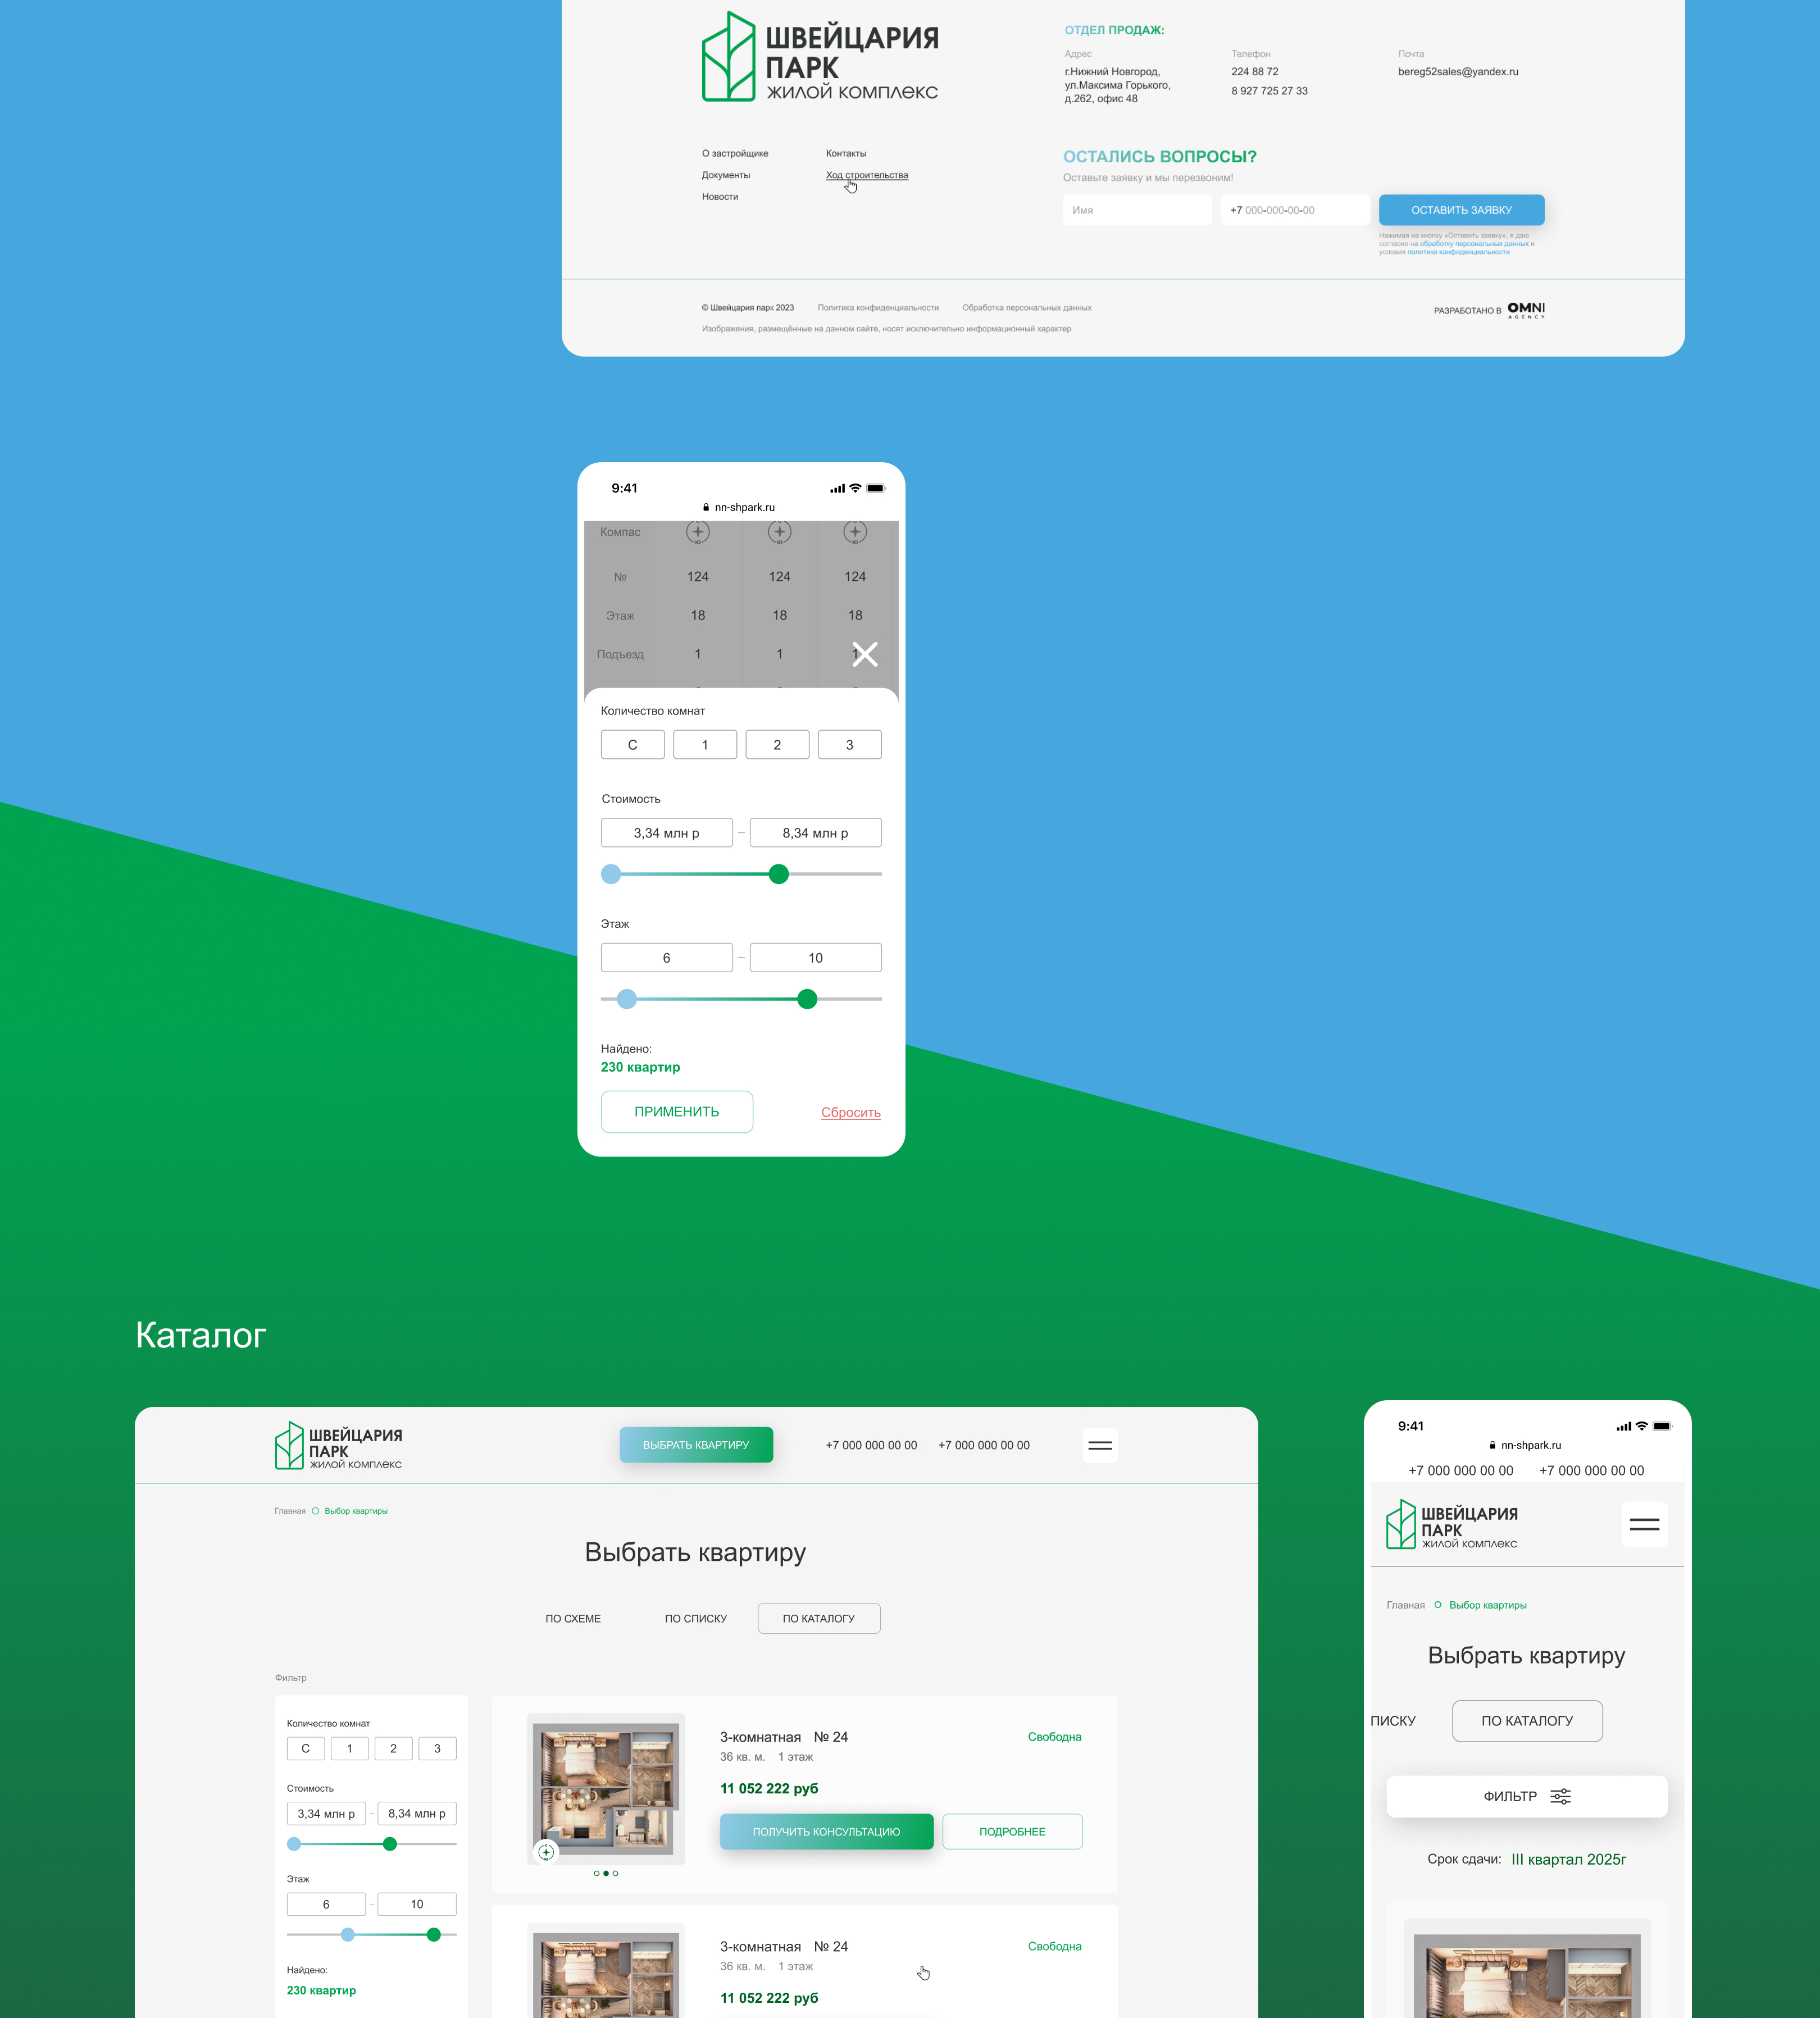 ШВЕЙЦАРИЯ
ПАРК
ЖИЛОЙ КОМПЛЕКС
ОТДЕЛ ПРОДАЖ:
Адрес
г.Нижний Новгород,
ул.Максима Горького,
д.262, офис 48
Телефон
224 88 72
8 927 725 27 33
Почта
bereg52sales@yandex.ru
О застройщике
Документы
Новости
Контакты
Ход строительства
ОСТАЛИСЬ ВОПРОСЫ?
Оставьте заявку и мы перезвоним!
Имя
+7 000-000-00-00
ОСТАВИТЬ ЗАЯВКУ
Нажимая на кнопку «Оставить заявку», я даю
согласие на обработку персональных данных и
условия политики конфиденциальности
© Швейцария парк 2023
Политика конфиденциальности
Обработка персональных данных
Изображения, размещённые на данном сайте, носят исключительно информационный характер
РАЗРАБОТАНО В
OMNI
AGENCY
9:41
nn-shpark.ru
Компас
Ю Ю Ю
№ 124 124 124
Этаж 18 18 18
Подъезд 1 1 1
Количество комнат
С 1 2 3
Стоимость
3,34 млн р – 8,34 млн р
Этаж
6 – 10
Найдено:
230 квартир
ПРИМЕНИТЬ
Сбросить
Каталог
ШВЕЙЦАРИЯ
ПАРК
ЖИЛОЙ КОМПЛЕКС
ВЫБРАТЬ КВАРТИРУ
+7 000 000 00 00
+7 000 000 00 00
Главная
Выбор квартиры
Выбрать квартиру
ПО СХЕМЕ
ПО СПИСКУ
ПО КАТАЛОГУ
Фильтр
Количество комнат
С 1 2 3
Стоимость
3,34 млн р - 8,34 млн р
Этаж
6 - 10
Найдено:
230 квартир
3-комнатная № 24
Свободна
36 кв. м. 1 этаж
11 052 222 руб
ПОЛУЧИТЬ КОНСУЛЬТАЦИЮ
ПОДРОБНЕЕ
3-комнатная № 24
Свободна
36 кв. м. 1 этаж
11 052 222 руб
9:41
nn-shpark.ru
+7 000 000 00 00
+7 000 000 00 00
ШВЕЙЦАРИЯ
ПАРК
ЖИЛОЙ КОМПЛЕКС
Главная
Выбор квартиры
Выбрать квартиру
ПИСКУ
ПО КАТАЛОГУ
ФИЛЬТР
Срок сдачи: III квартал 2025г